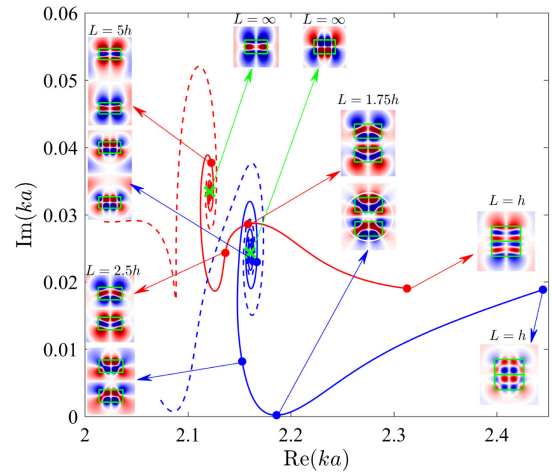 0.06
0.05
0.04
0.03
0.02
0.01
0
Im(ka)
2
2.1
2.2
2.3
2.4
Re(ka)
L = 5h
L = ∞
L = ∞
L = 1.75h
L = h
L = 2.5h
L = h